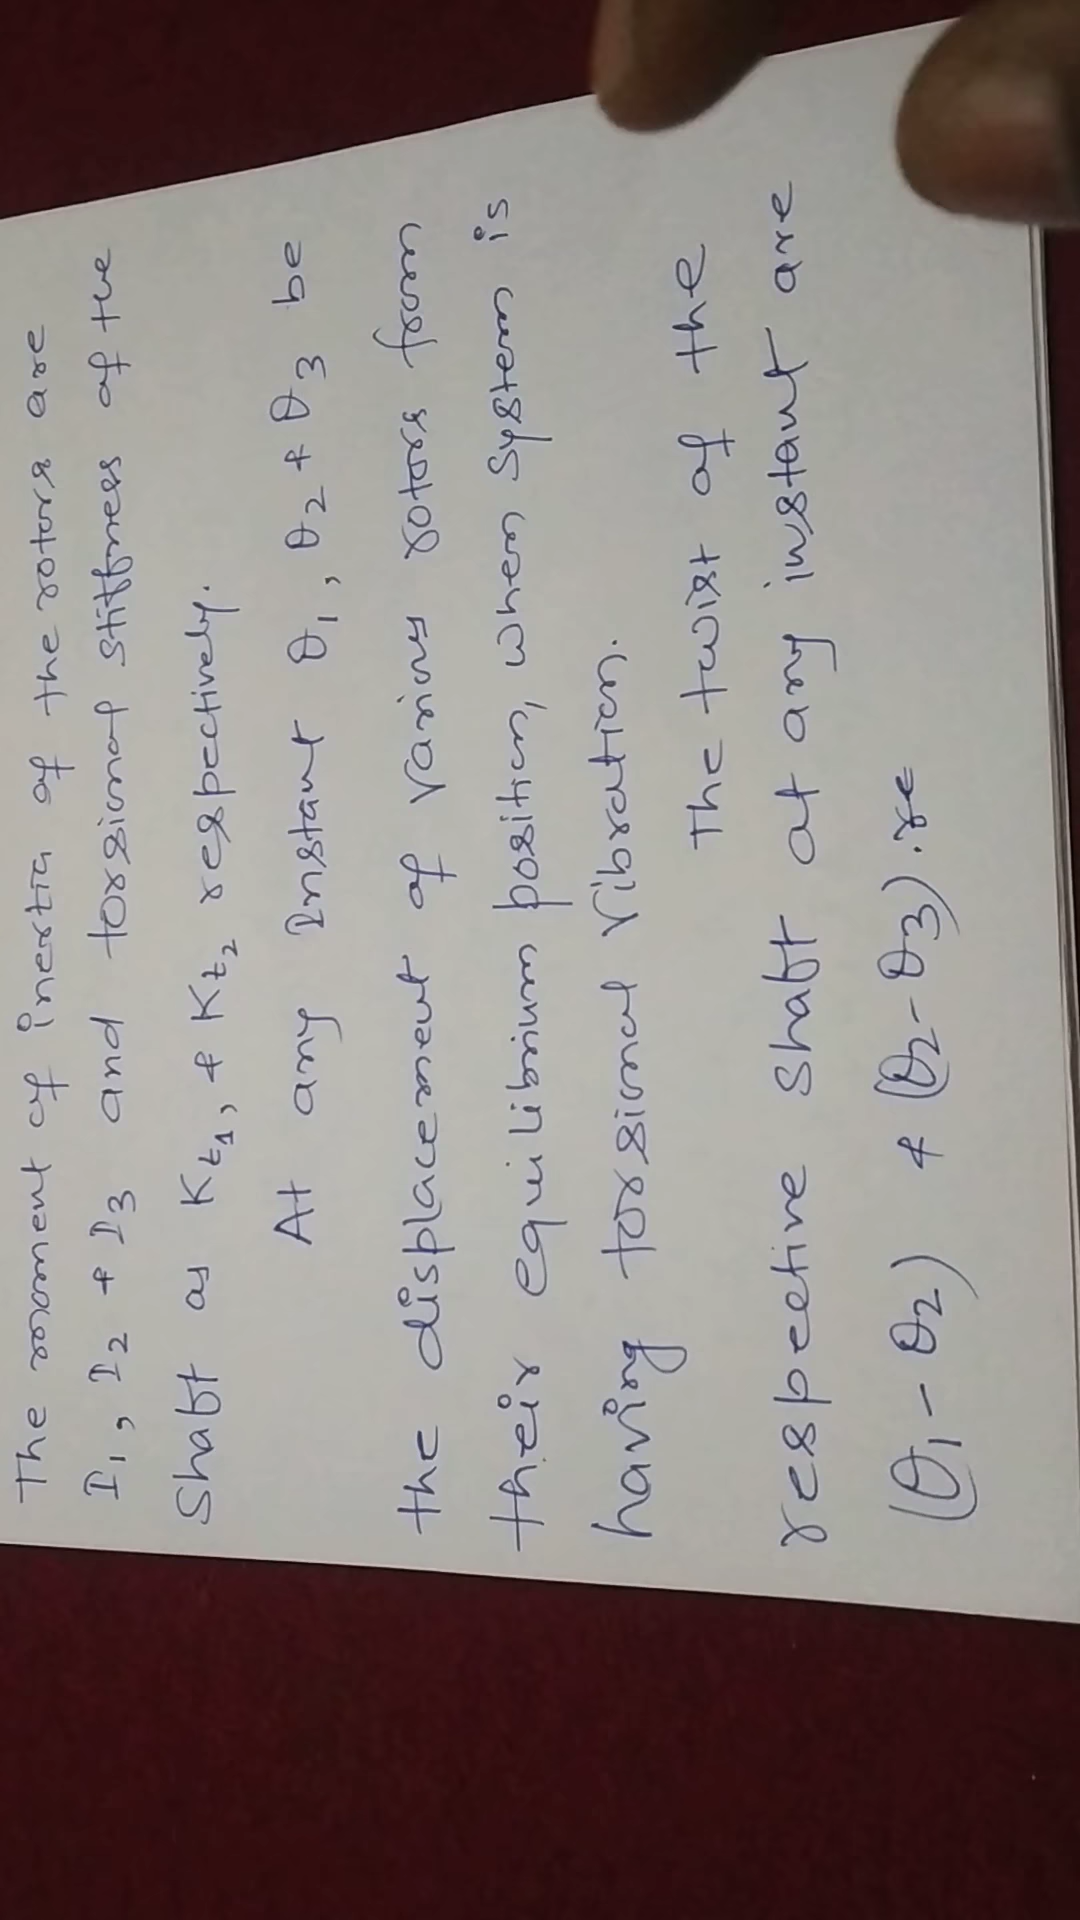 The moment of inertia of the rotors are
I1, I2 & I3 and torsional stiffness of the
Shaft as Kt1, & Kt2 respectively.
At any Instant θ1, θ2 & θ3 be
the displacement of various rotors from
their equilibrium position, when system is
having torsional vibration.
The twist of the
respective shaft at any instant are
(θ1-θ2) & (θ2-θ3).